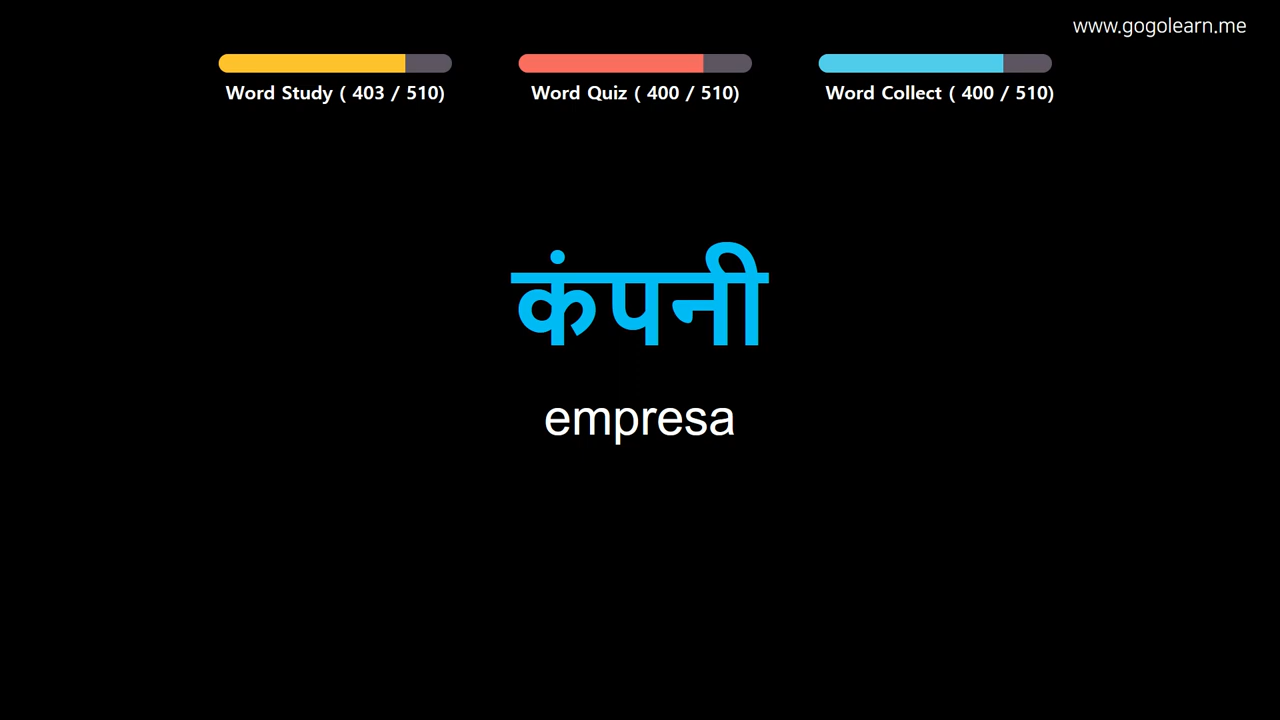 www.gogolearn.me
Word Study ( 403 / 510)
Word Quiz ( 400 / 510)
Word Collect ( 400 / 510)
कंपनी
empresa